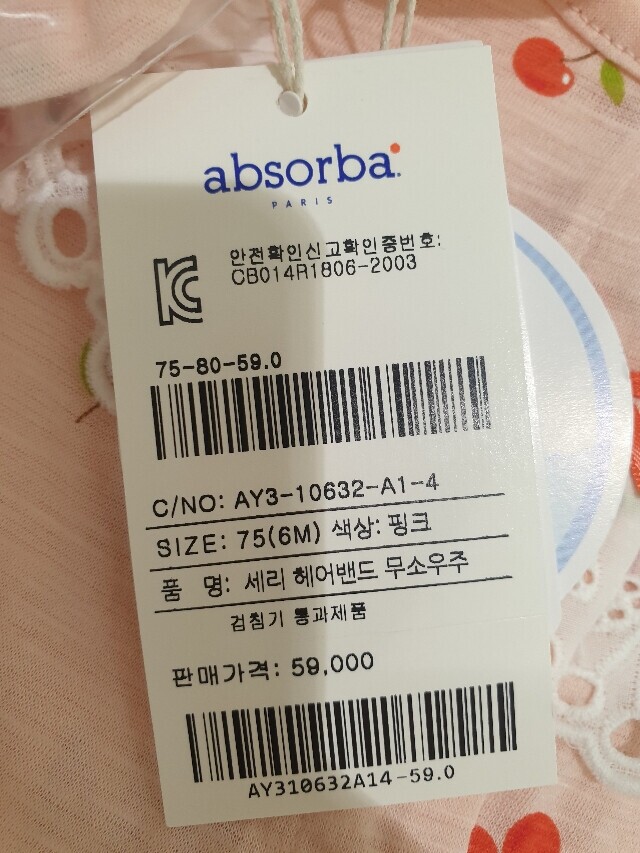 absorba.
PARIS
안전확인신고확인증번호:
CB014R1806-2003
75-80-59.0
C/NO: AY3-10632-A1-4
SIZE: 75(6M) 색상: 핑크
품 명: 세리 헤어밴드 무소우주
검침기 통과제품
판매가격: 59,000
AY310632A14-59.0